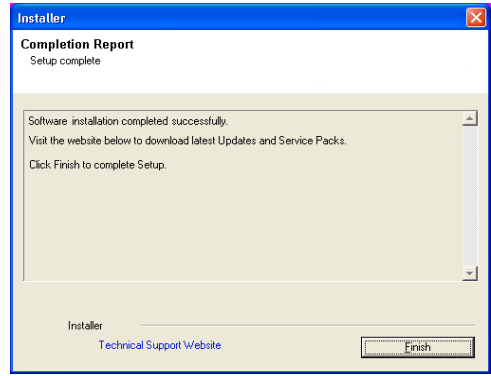 Installer
Completion Report
Setup complete
Software installation completed successfully.
Visit the website below to download latest Updates and Service Packs.
Click Finish to complete Setup.
Installer
Technical Support Website
Finish